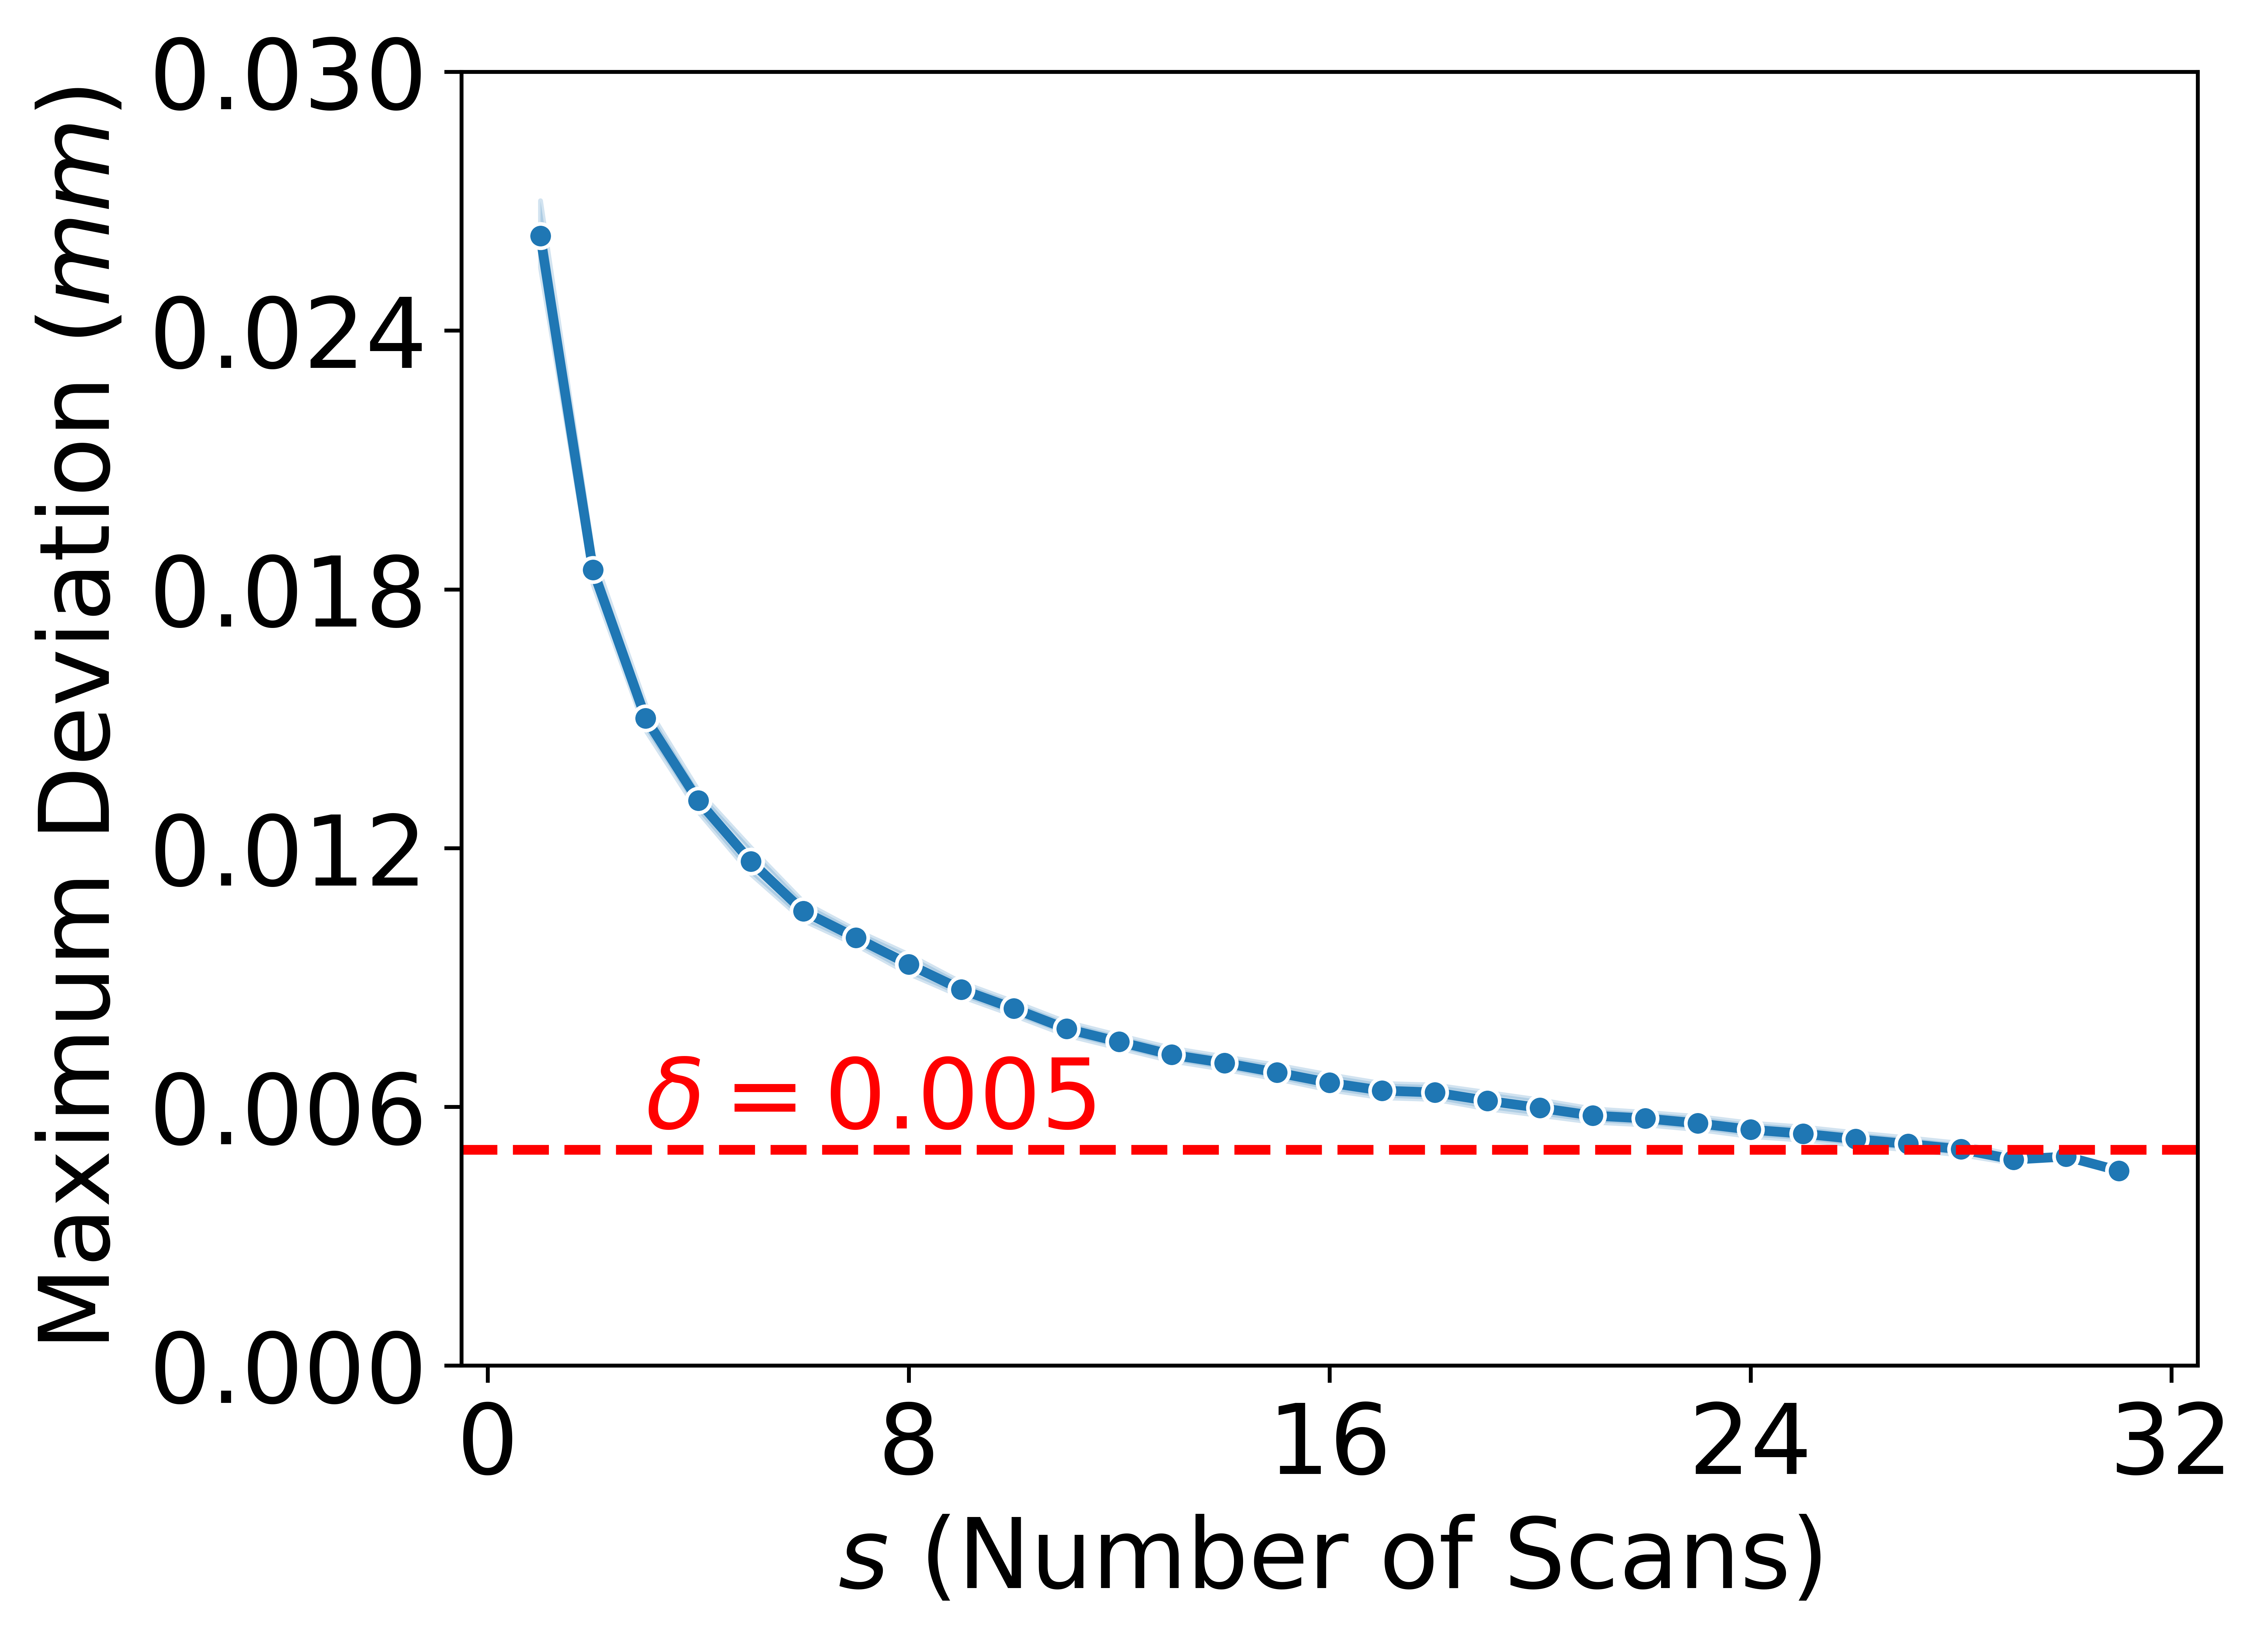 Maximum Deviation (mm)
0.030
0.024
0.018
0.012
0.006
0.000
δ = 0.005
0 8 16 24 32
s (Number of Scans)